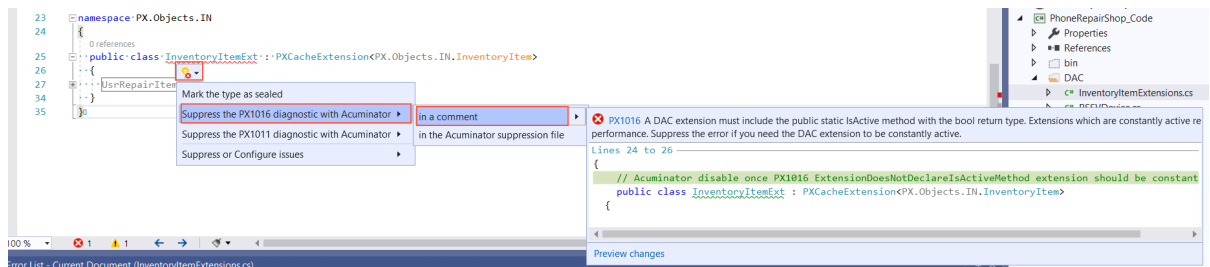 23 namespace PX.Objects.IN
24 {
0 references
25 public class InventoryItemExt : PXCacheExtension<PX.Objects.IN.InventoryItem>
26 {
27 UsrRepairItem
34 }
35 }
Mark the type as sealed
Suppress the PX1016 diagnostic with Acuminator
Suppress the PX1011 diagnostic with Acuminator
Suppress or Configure issues
in a comment
in the Acuminator suppression file
PX1016 A DAC extension must include the public static IsActive method with the bool return type. Extensions which are constantly active re
performance. Suppress the error if you need the DAC extension to be constantly active.
Lines 24 to 26
{
// Acuminator disable once PX1016 ExtensionDoesNotDeclareIsActiveMethod extension should be constant
public class InventoryItemExt : PXCacheExtension<PX.Objects.IN.InventoryItem>
{
Preview changes
C# PhoneRepairShop_Code
Properties
References
bin
DAC
C# InventoryItemExtensions.cs
C# RSSVDevice.cs
100 % 1 1
Error List - Current Document (InventoryItemExtensions.cs)